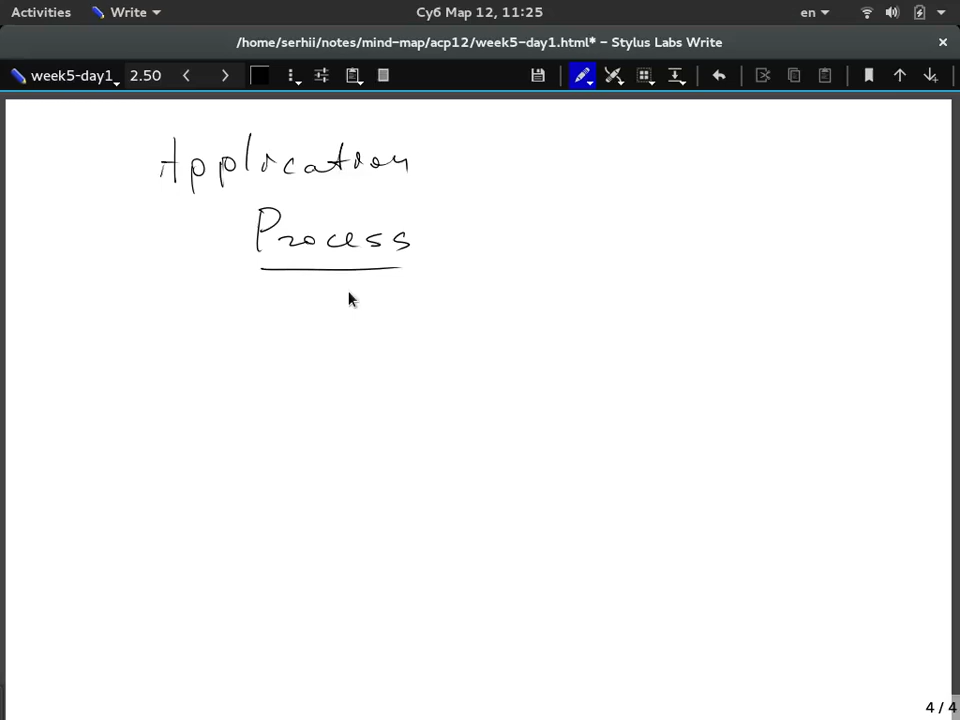 Activities Write Суб Мар 12, 11:25 en
/home/serhii/notes/mind-map/acp12/week5-day1.html* – Stylus Labs Write ×
week5-day1 2.50
Application
Process
4 / 4